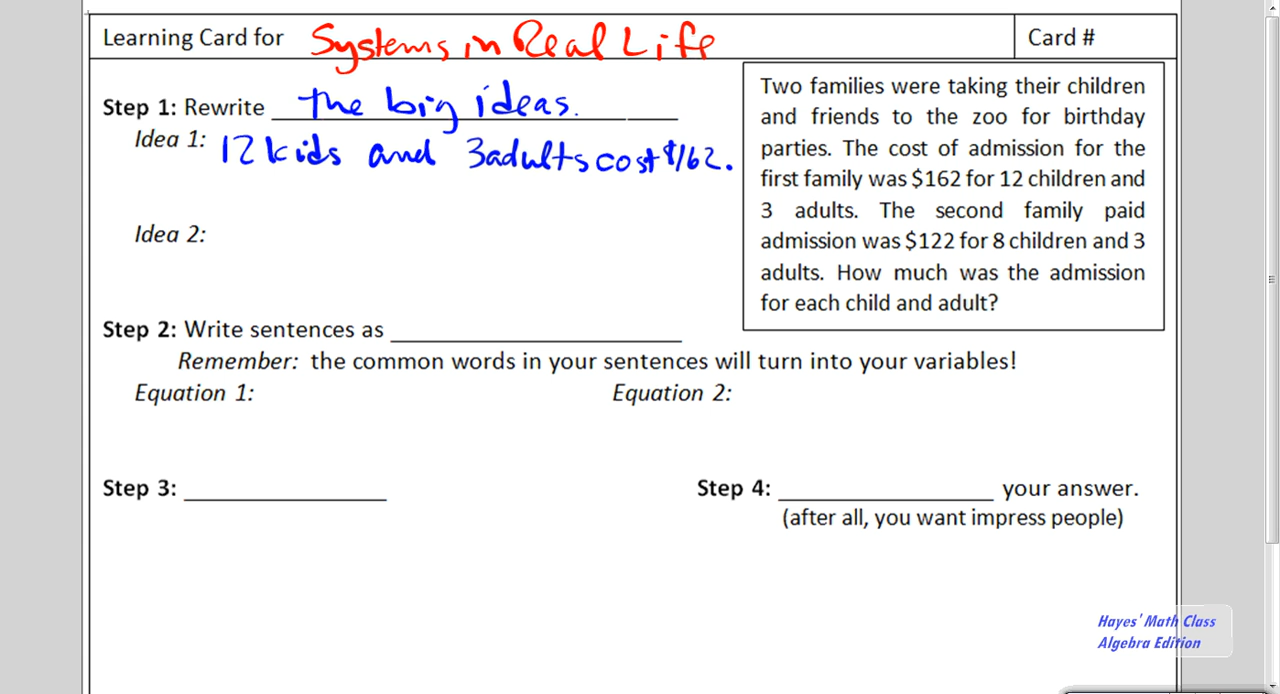 Learning Card for Systems in Real Life
Card #
Step 1: Rewrite the big ideas.
Idea 1: 12 kids and 3 adults cost $162.
Idea 2:
Two families were taking their children
and friends to the zoo for birthday
parties. The cost of admission for the
first family was $162 for 12 children and
3 adults. The second family paid
admission was $122 for 8 children and 3
adults. How much was the admission
for each child and adult?
Step 2: Write sentences as ____
Remember: the common words in your sentences will turn into your variables!
Equation 1:
Equation 2:
Step 3: ____
Step 4: ____ your answer.
(after all, you want impress people)
Hayes' Math Class
Algebra Edition